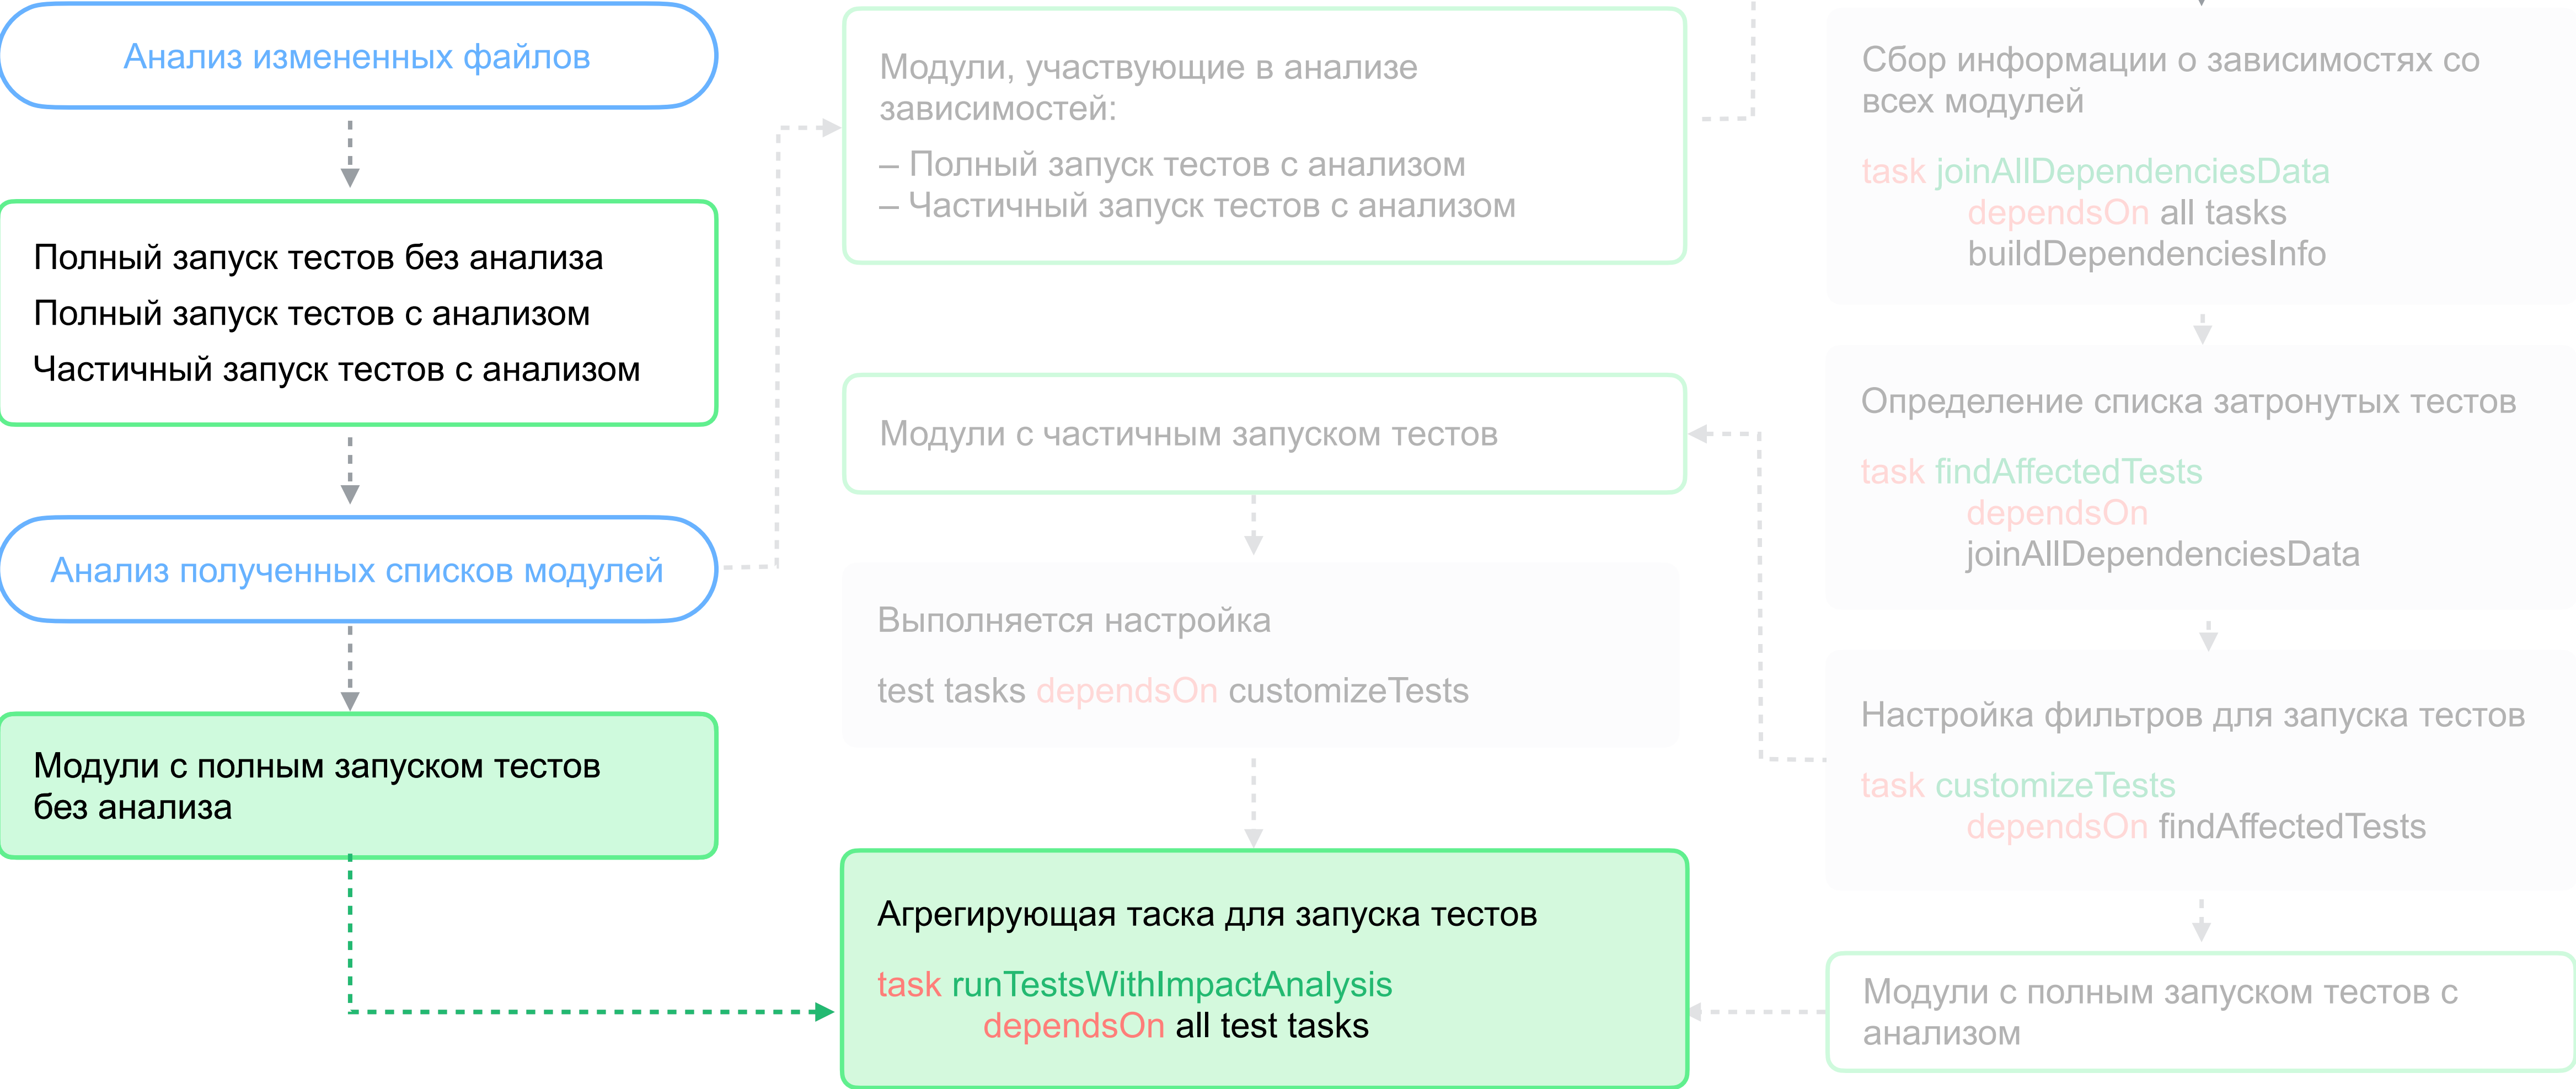 Анализ измененных файлов
Полный запуск тестов без анализа
Полный запуск тестов с анализом
Частичный запуск тестов с анализом
Анализ полученных списков модулей
Модули с полным запуском тестов
без анализа
Модули, участвующие в анализе
зависимостей:
– Полный запуск тестов с анализом
– Частичный запуск тестов с анализом
Модули с частичным запуском тестов
Выполняется настройка
test tasks dependsOn customizeTests
Агрегирующая таска для запуска тестов
task runTestsWithImpactAnalysis
dependsOn all test tasks
Сбор информации о зависимостях со
всех модулей
task joinAllDependenciesData
dependsOn all tasks
buildDependenciesInfo
Определение списка затронутых тестов
task findAffectedTests
dependsOn
joinAllDependenciesData
Настройка фильтров для запуска тестов
task customizeTests
dependsOn findAffectedTests
Модули с полным запуском тестов с
анализом